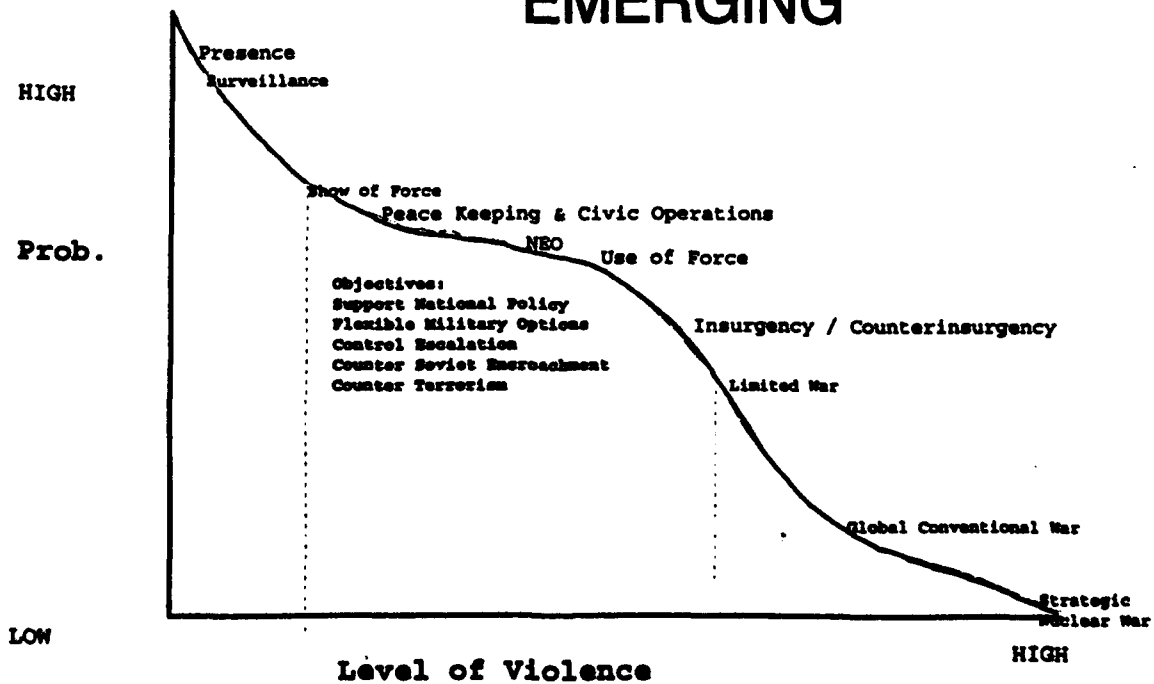 EMERGING
Presence
Surveillance
HIGH
Show of Force
Peace Keeping & Civic Operations
Prob.
NEO
Use of Force
Objectives:
Support National Policy
Flexible Military Options
Control Escalation
Counter Soviet Encroachment
Counter Terrorism
Insurgency / Counterinsurgency
Limited War
Global Conventional War
Strategic
Nuclear War
LOW
HIGH
Level of Violence